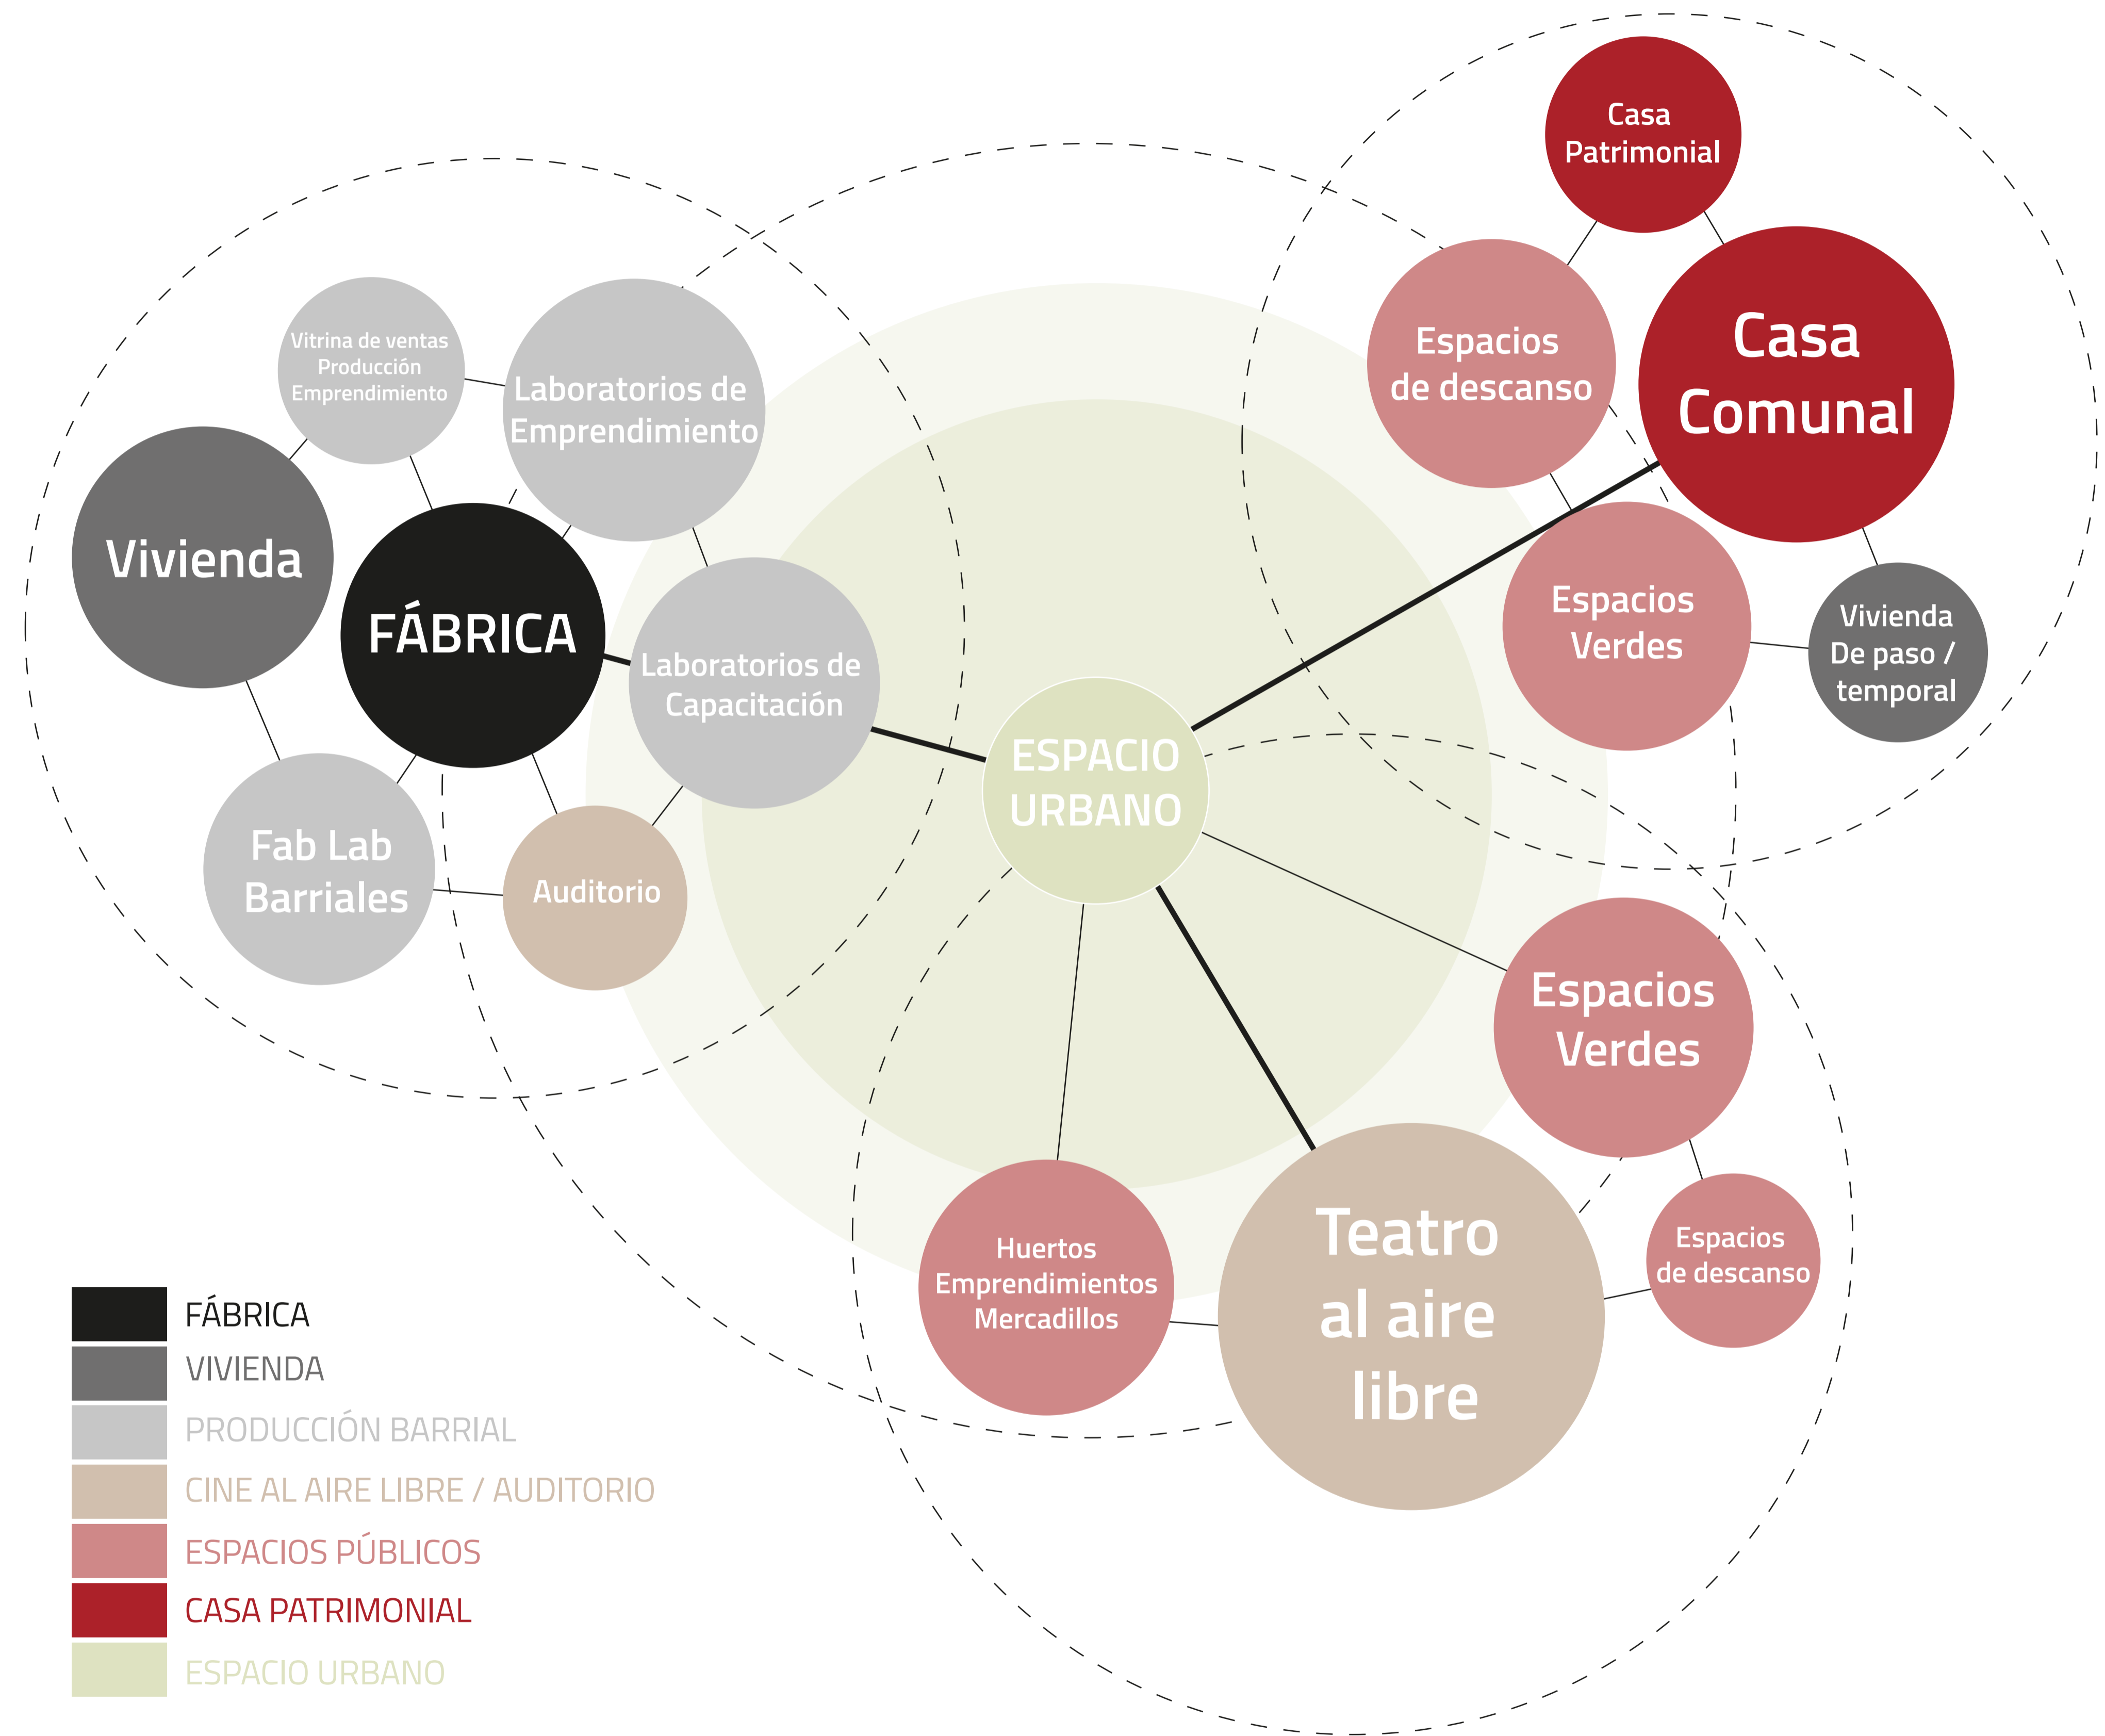 Casa
Patrimonial
Espacios
de descanso
Casa
Comunal
Vitrina de ventas
Producción
Emprendimiento
Laboratorios de
Emprendimiento
Vivienda
FÁBRICA
Laboratorios de
Capacitación
Espacios
Verdes
Vivienda
De paso /
temporal
ESPACIO
URBANO
Fab Lab
Barriales
Auditorio
Espacios
Verdes
Huertos
Emprendimientos
Mercadillos
Teatro
al aire
libre
Espacios
de descanso
FÁBRICA
VIVIENDA
PRODUCCIÓN BARRIAL
CINE AL AIRE LIBRE / AUDITORIO
ESPACIOS PÚBLICOS
CASA PATRIMONIAL
ESPACIO URBANO